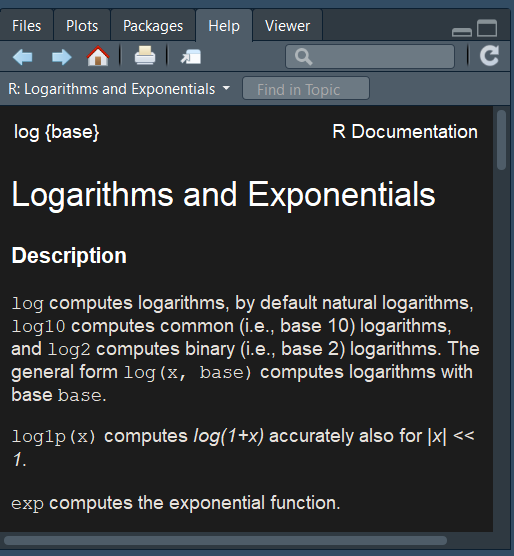 Files Plots Packages Help Viewer
R: Logarithms and Exponentials Find in Topic
log {base} R Documentation
Logarithms and Exponentials
Description
log computes logarithms, by default natural logarithms,
log10 computes common (i.e., base 10) logarithms,
and log2 computes binary (i.e., base 2) logarithms. The
general form log(x, base) computes logarithms with
base base.
log1p(x) computes log(1+x) accurately also for |x| <<
1.
exp computes the exponential function.